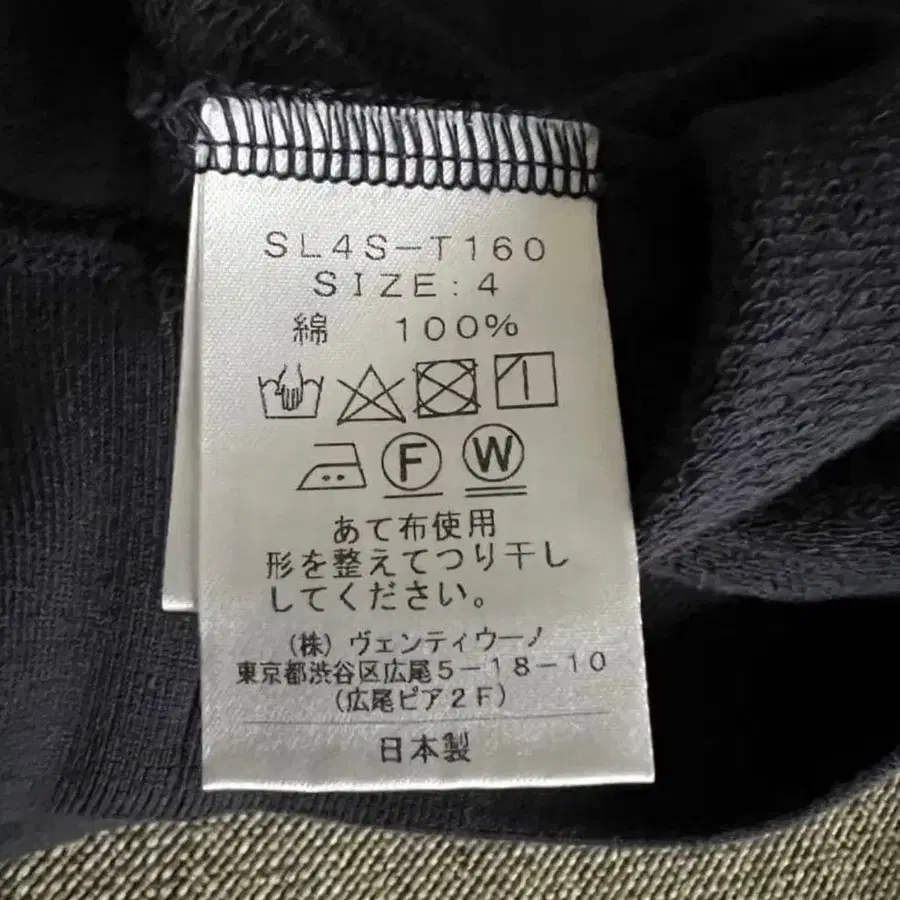 SL4S-T160
SIZE:4
綿 100%
F W
あて布使用
形を整えてつり干し
してください。
(株)ヴェンティウーノ
東京都渋谷区広尾5-18-10
(広尾ピア2F)
日本製